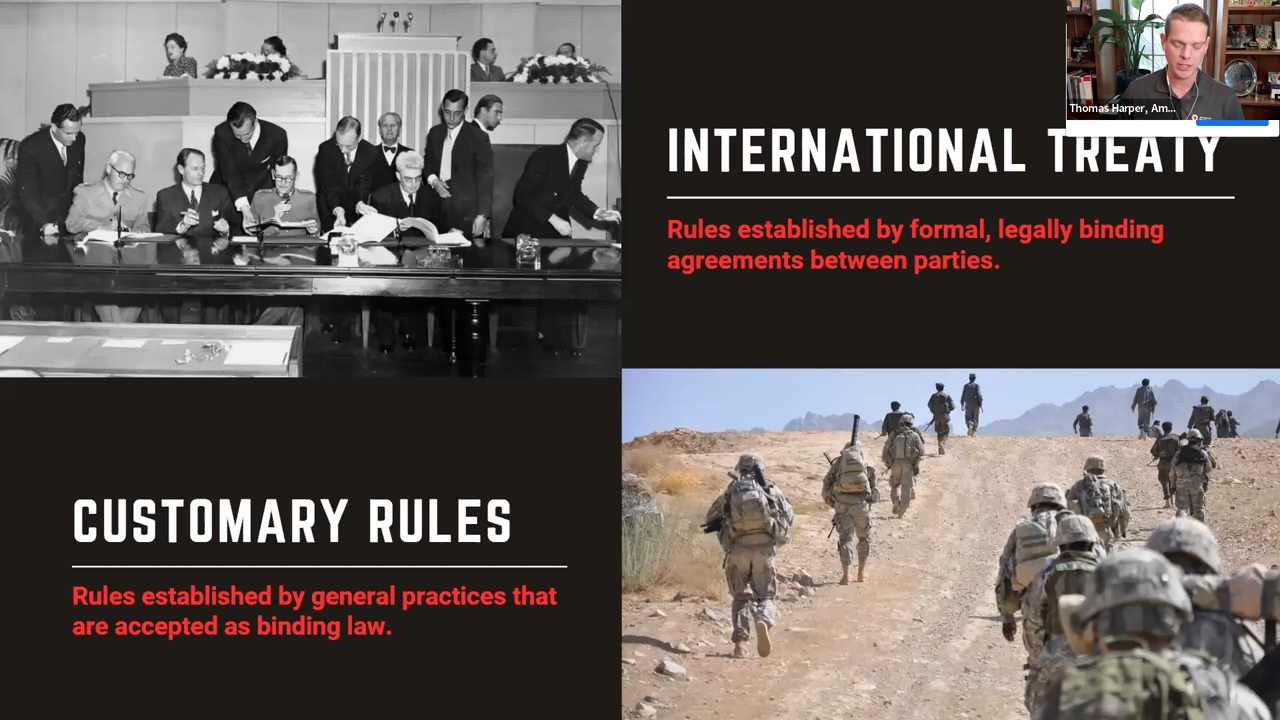 Thomas Harper, Am...
INTERNATIONAL TREATY
Rules established by formal, legally binding
agreements between parties.
CUSTOMARY RULES
Rules established by general practices that
are accepted as binding law.